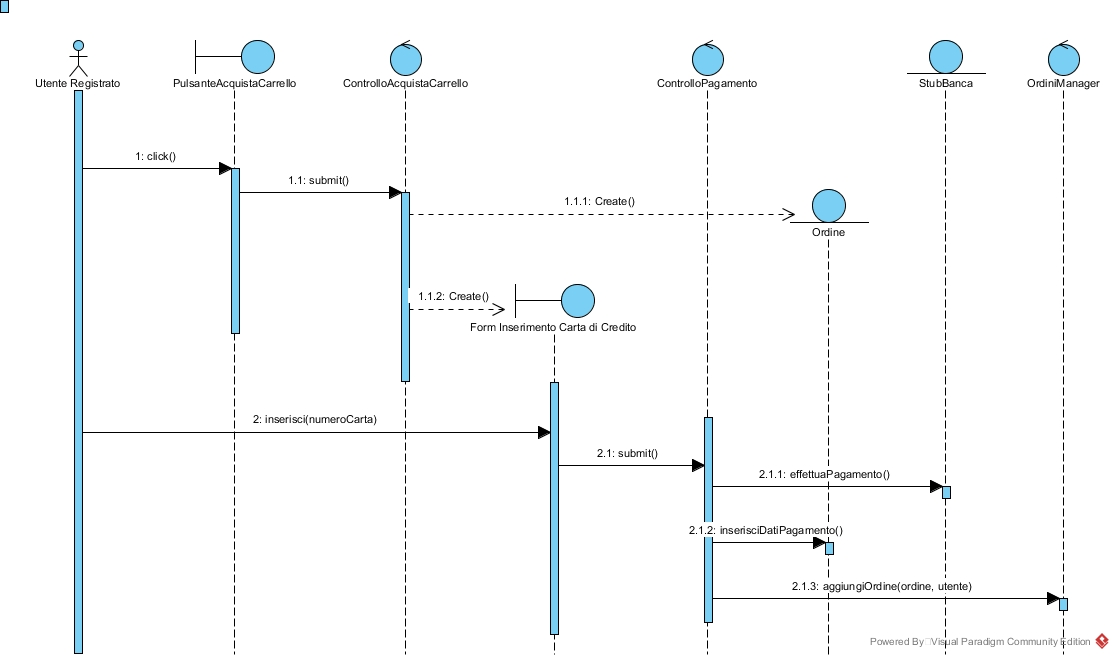 Utente Registrato
PulsanteAcquistaCarrello
ControlloAcquistaCarrello
ControlloPagamento
StubBanca
OrdiniManager
1: click()
1.1: submit()
1.1.1: Create()
Ordine
1.1.2: Create()
Form Inserimento Carta di Credito
2: inserisci(numeroCarta)
2.1: submit()
2.1.1: effettuaPagamento()
2.1.2: inserisciDatiPagamento()
2.1.3: aggiungiOrdine(ordine, utente)
Powered By Visual Paradigm Community Edition